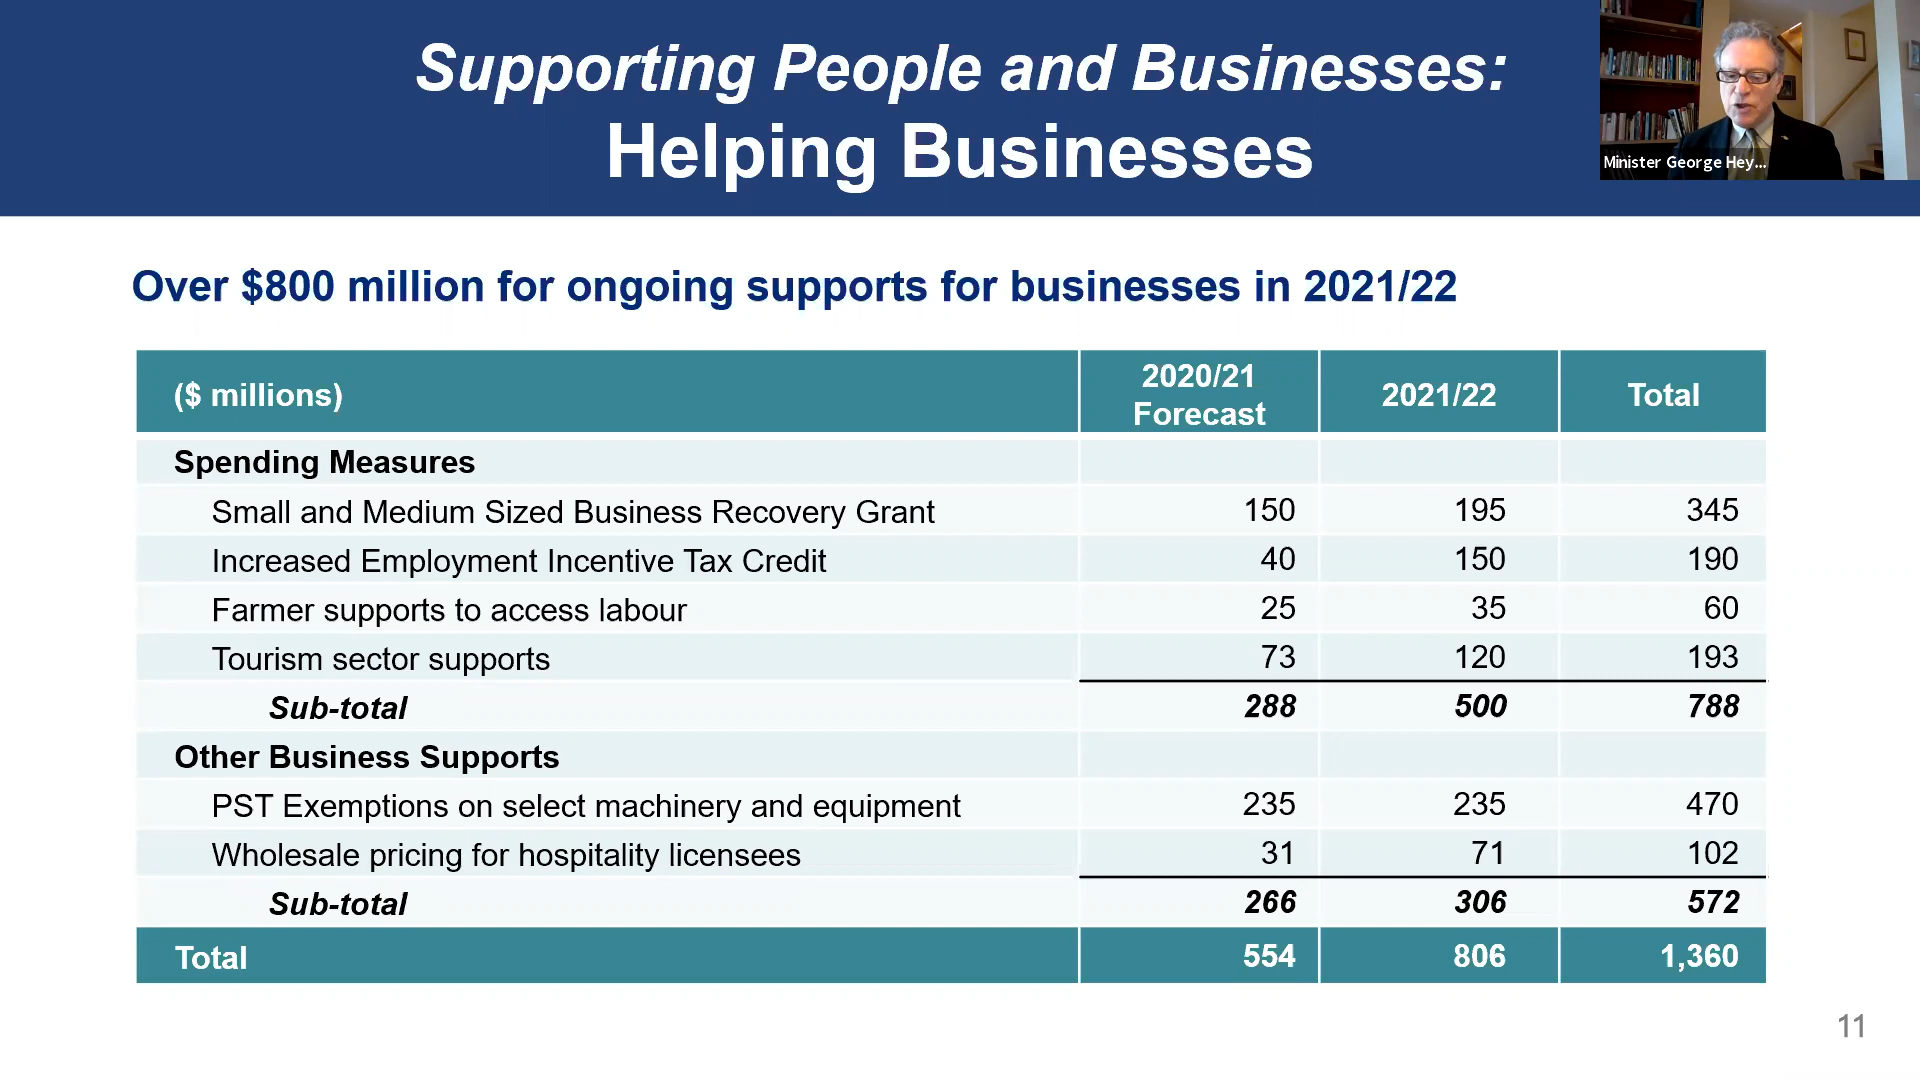 Supporting People and Businesses:
Helping Businesses
Minister George Hey...
Over $800 million for ongoing supports for businesses in 2021/22
($ millions) 2020/21 Forecast 2021/22 Total
Spending Measures
Small and Medium Sized Business Recovery Grant 150 195 345
Increased Employment Incentive Tax Credit 40 150 190
Farmer supports to access labour 25 35 60
Tourism sector supports 73 120 193
Sub-total 288 500 788
Other Business Supports
PST Exemptions on select machinery and equipment 235 235 470
Wholesale pricing for hospitality licensees 31 71 102
Sub-total 266 306 572
Total 554 806 1,360
11